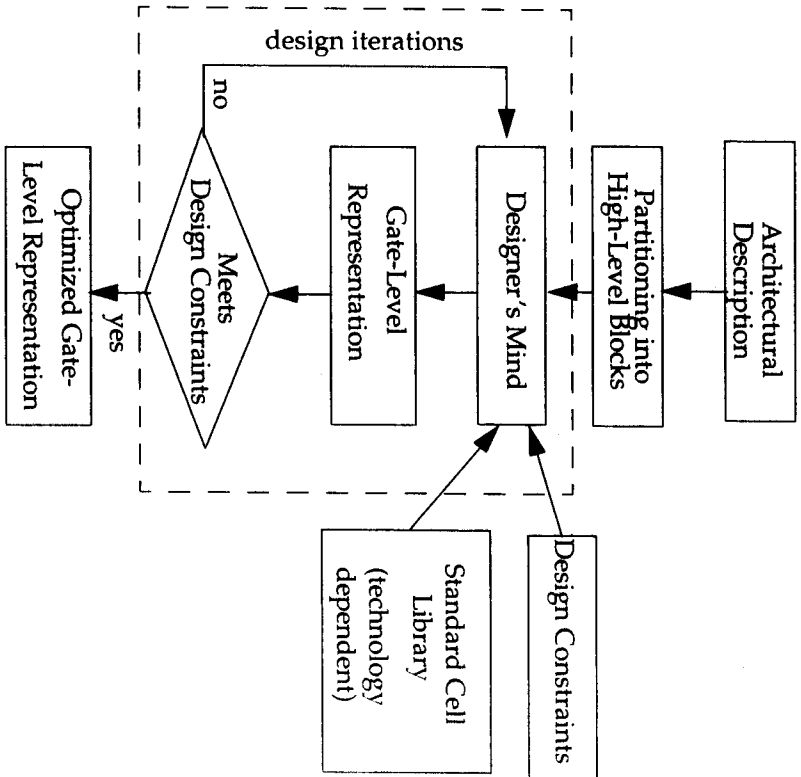 Architectural
Description
Partitioning into
High-Level Blocks
design iterations
Designer's Mind
Design Constraints
Standard Cell
Library
(technology
dependent)
Gate-Level
Representation
Meets
Design Constraints
no
yes
Optimized Gate-
Level Representation